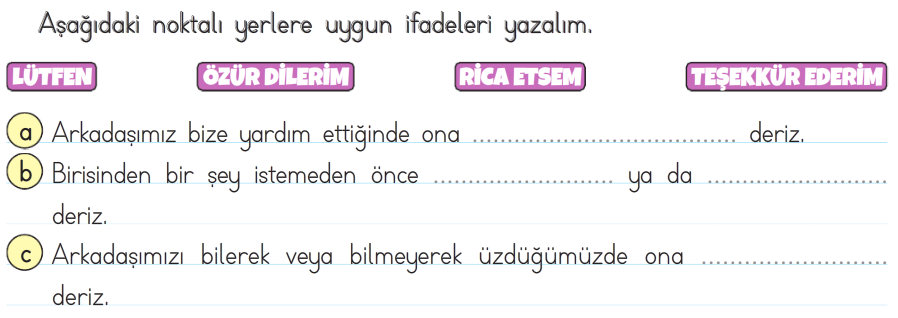 Aşağıdaki noktalı yerlere uygun ifadeleri yazalım.
LÜTFEN ÖZÜR DİLERİM RİCA ETSEM TEŞEKKÜR EDERİM
a Arkadaşımız bize yardım ettiğinde ona .................................... deriz.
b Birisinden bir şey istemeden önce ......................... ya da .........................
deriz.
c Arkadaşımızı bilerek veya bilmeyerek üzdüğümüzde ona .........................
deriz.